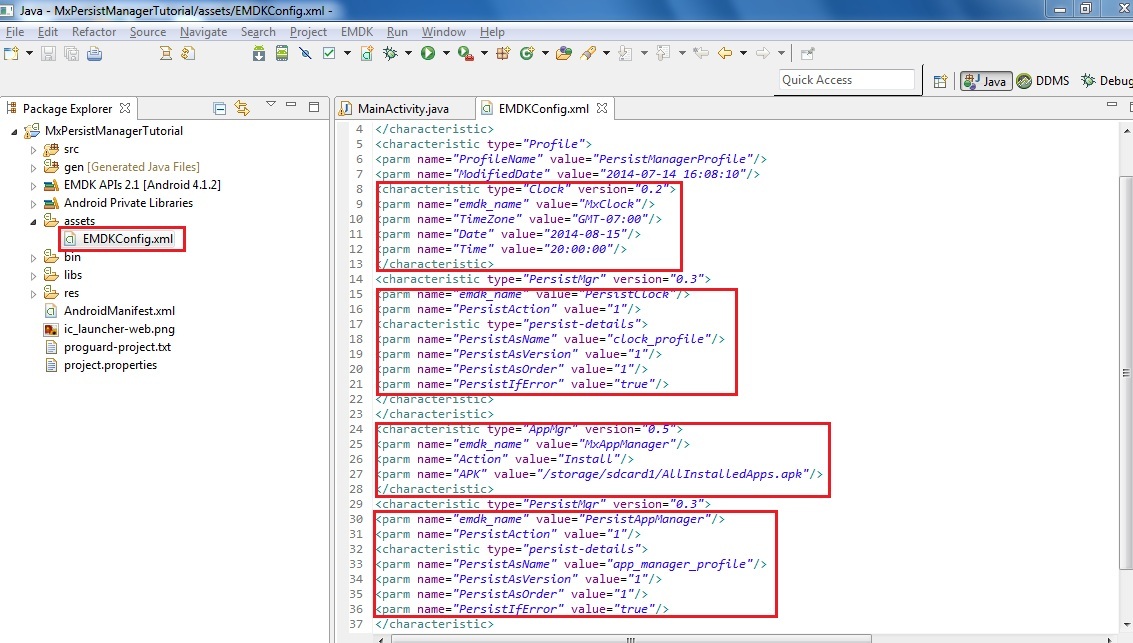 Java - MxPersistManagerTutorial/assets/EMDKConfig.xml -
File Edit Refactor Source Navigate Search Project EMDK Run Window Help
Quick Access
Java
DDMS
Debug
Package Explorer
MxPersistManagerTutorial
src
gen [Generated Java Files]
EMDK APIs 2.1 [Android 4.1.2]
Android Private Libraries
assets
EMDKConfig.xml
bin
libs
res
AndroidManifest.xml
ic_launcher-web.png
proguard-project.txt
project.properties
MainActivity.java
EMDKConfig.xml
4 </characteristic>
5 <characteristic type="Profile">
6 <parm name="ProfileName" value="PersistManagerProfile"/>
7 <parm name="ModifiedDate" value="2014-07-14 16:08:10"/>
8 <characteristic type="Clock" version="0.2">
9 <parm name="emdk_name" value="MxClock"/>
10 <parm name="TimeZone" value="GMT-07:00"/>
11 <parm name="Date" value="2014-08-15"/>
12 <parm name="Time" value="20:00:00"/>
13 </characteristic>
14 <characteristic type="PersistMgr" version="0.3">
15 <parm name="emdk_name" value="PersistClock"/>
16 <parm name="PersistAction" value="1"/>
17 <characteristic type="persist-details">
18 <parm name="PersistAsName" value="clock_profile"/>
19 <parm name="PersistAsVersion" value="1"/>
20 <parm name="PersistAsOrder" value="1"/>
21 <parm name="PersistIfError" value="true"/>
22 </characteristic>
23 </characteristic>
24 <characteristic type="AppMgr" version="0.5">
25 <parm name="emdk_name" value="MxAppManager"/>
26 <parm name="Action" value="Install"/>
27 <parm name="APK" value="/storage/sdcard1/AllInstalledApps.apk"/>
28 </characteristic>
29 <characteristic type="PersistMgr" version="0.3">
30 <parm name="emdk_name" value="PersistAppManager"/>
31 <parm name="PersistAction" value="1"/>
32 <characteristic type="persist-details">
33 <parm name="PersistAsName" value="app_manager_profile"/>
34 <parm name="PersistAsVersion" value="1"/>
35 <parm name="PersistAsOrder" value="1"/>
36 <parm name="PersistIfError" value="true"/>
37 </characteristic>